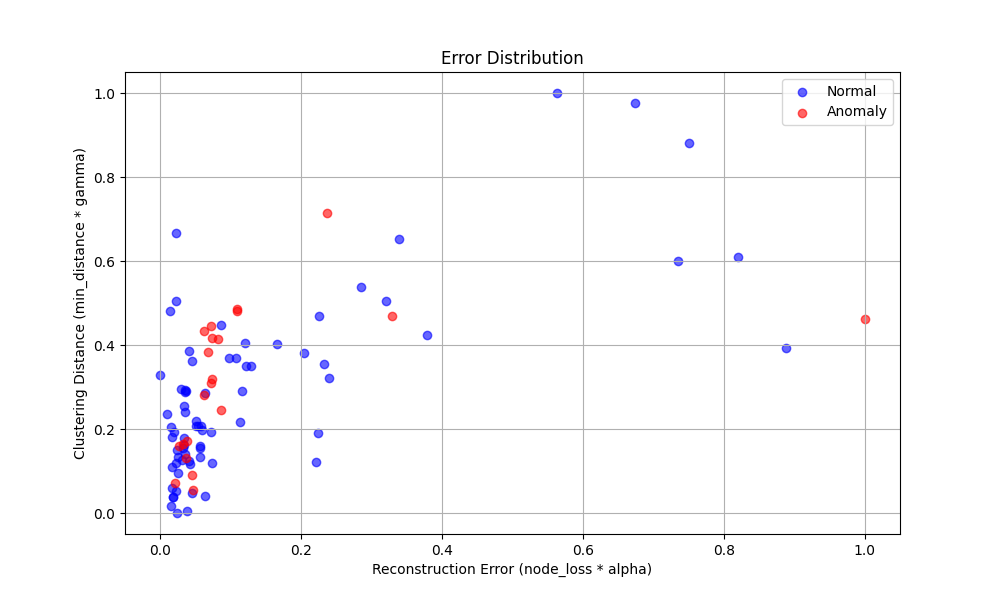 Error Distribution
Normal
Anomaly
Clustering Distance (min_distance * gamma)
1.0
0.8
0.6
0.4
0.2
0.0
0.0 0.2 0.4 0.6 0.8 1.0
Reconstruction Error (node_loss * alpha)